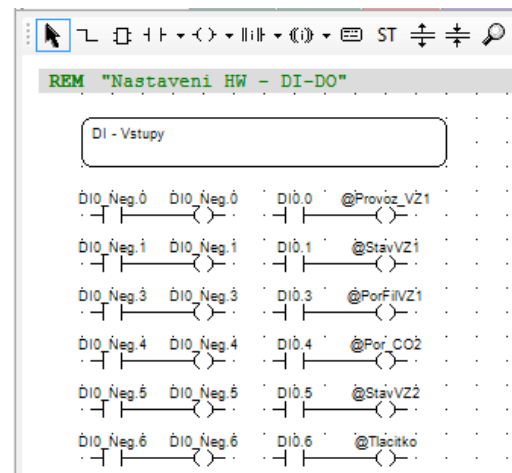 ST
REM "Nastaveni HW - DI-DO"
DI - Vstupy
DI0_Neg.0 DI0_Neg.0 DI0.0 @Provoz_VZ1
DI0_Neg.1 DI0_Neg.1 DI0.1 @StavVZ1
DI0_Neg.3 DI0_Neg.3 DI0.3 @PorFilVZ1
DI0_Neg.4 DI0_Neg.4 DI0.4 @Por_CO2
DI0_Neg.5 DI0_Neg.5 DI0.5 @StavVZ2
DI0_Neg.6 DI0_Neg.6 DI0.6 @Tlacitko